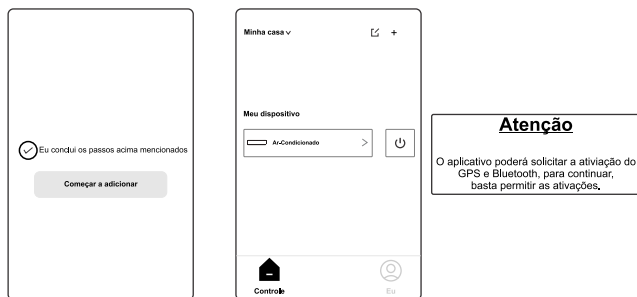 Eu conclui os passos acima mencionados
Começar a adicionar
Minha casa
Meu dispositivo
Ar-Condicionado
Controle
Eu
Atenção
O aplicativo poderá solicitar a ativiação do
GPS e Bluetooth, para continuar,
basta permitir as ativações.